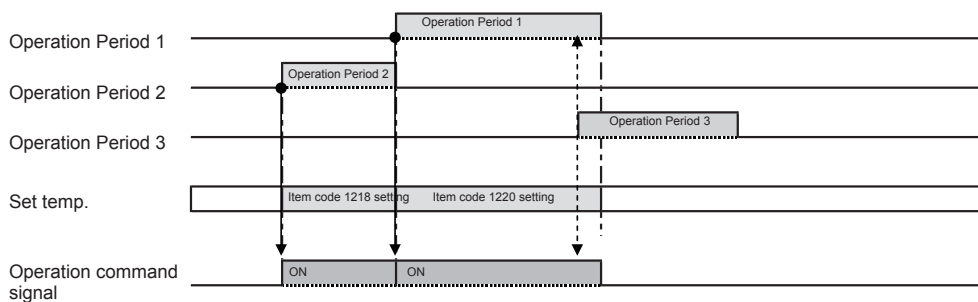 Operation Period 1
Operation Period 1
Operation Period 2
Operation Period 2
Operation Period 3
Operation Period 3
Set temp.
Item code 1218 setting
Item code 1220 setting
Operation command
signal
ON
ON